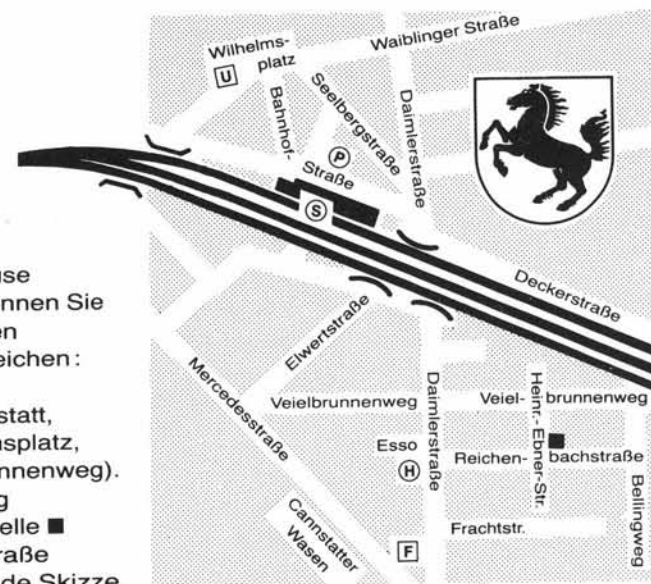 Wilhelms-
platz
U
Waiblinger Straße
Bahnhof-
Straße
Seelbergstraße
Daimlerstraße
P
S
Deckerstraße
nnen Sie
en
eichen:
statt,
nsplatz,
nnenweg).
g
elle ■
raße
de Skizze
Elwertstraße
Mercedesstraße
Veielbrunnenweg
Daimlerstraße
Veiel- brunnenweg
Heinr.-Ebner-Str.
Esso
H
Reichen- bachstraße
Bellingweg
Cannstatter
Wasen
F
Frachtstr.